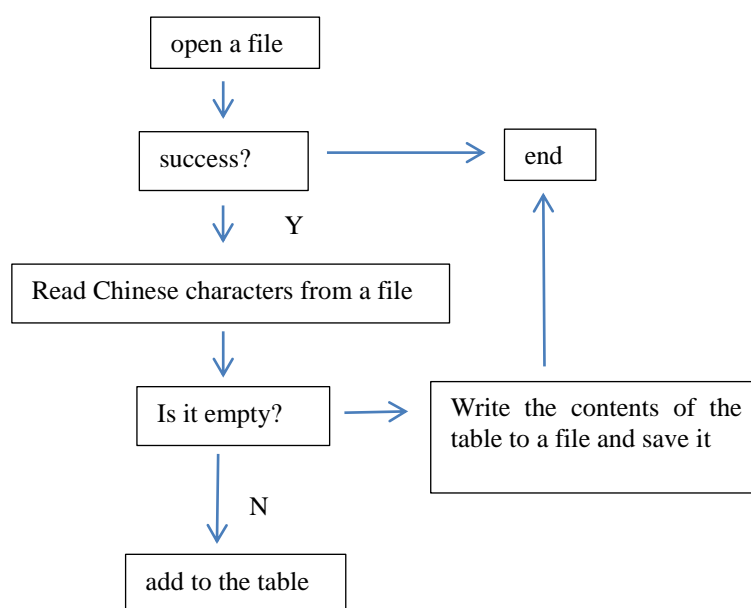 open a file
success?
end
Y
Read Chinese characters from a file
Is it empty?
Write the contents of the
table to a file and save it
N
add to the table